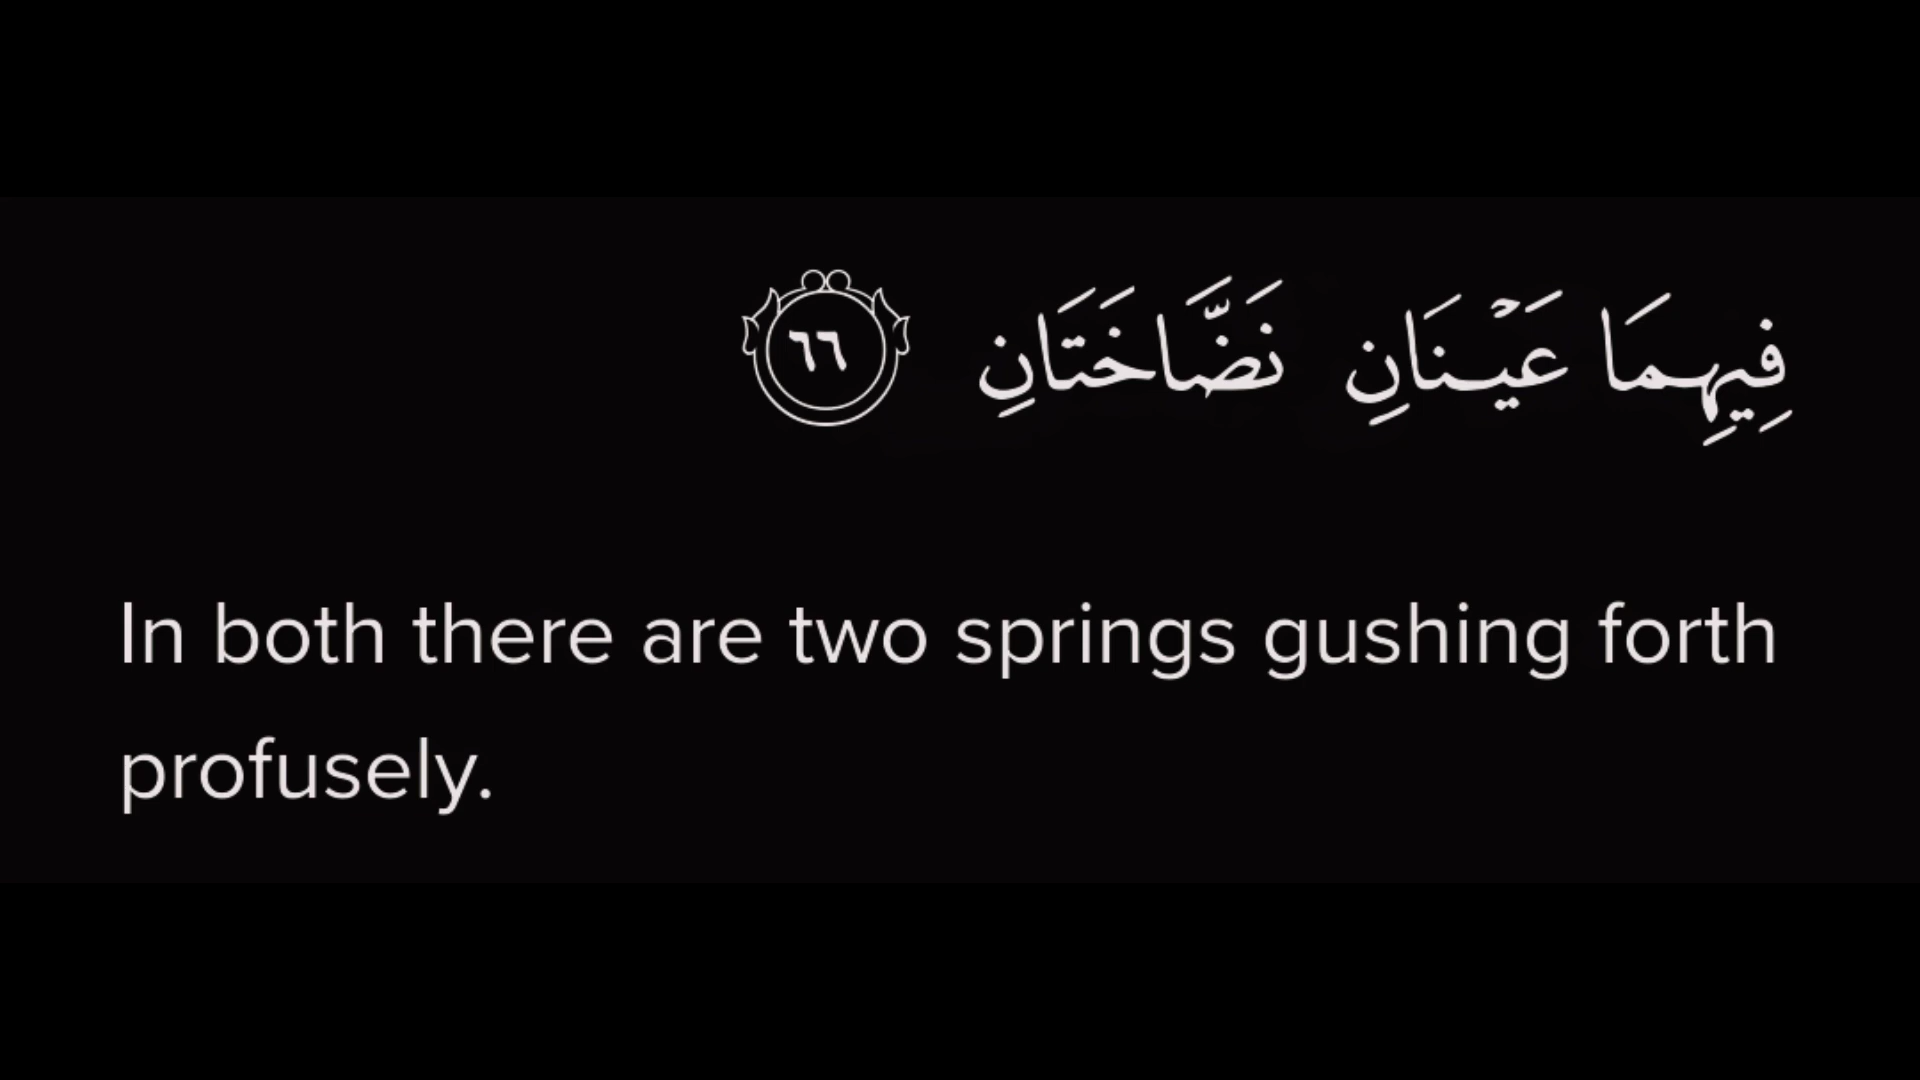 فِيهِمَا عَيْنَانِ نَضَّاخَتَانِ ٦٦
In both there are two springs gushing forth
profusely.